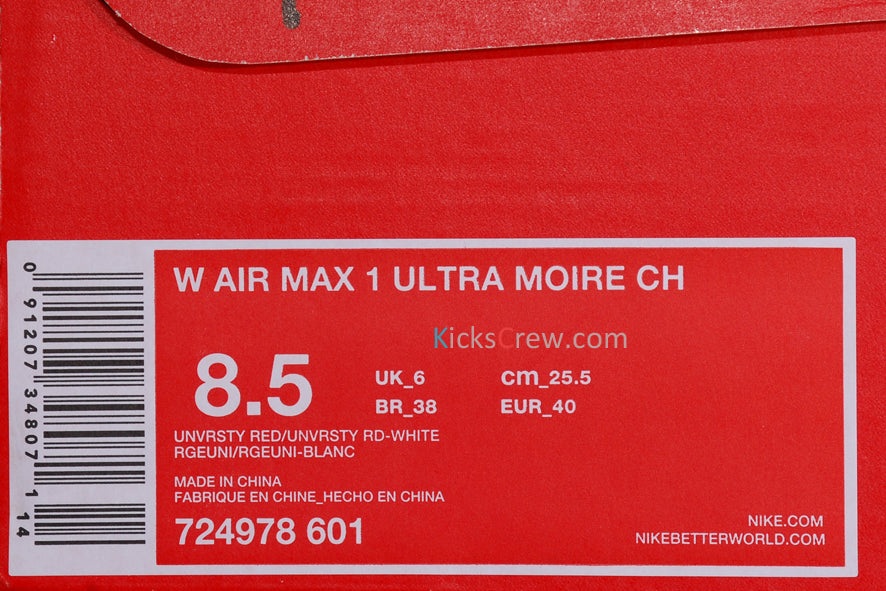 W AIR MAX 1 ULTRA MOIRE CH
KicksCrew.com
8.5
UK_6
cm_25.5
BR_38
EUR_40
UNVRSTY RED/UNVRSTY RD-WHITE
RGEUNI/RGEUNI-BLANC
MADE IN CHINA
FABRIQUE EN CHINE_HECHO EN CHINA
724978 601
NIKE.COM
NIKEBETTERWORLD.COM
0 91207 34807 1 14